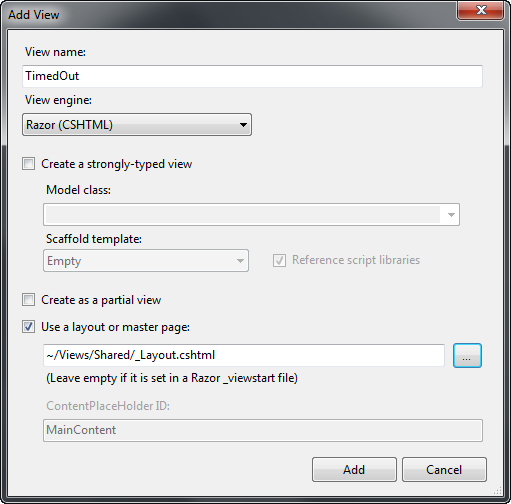 Add View
View name:
TimedOut
View engine:
Razor (CSHTML)
Create a strongly-typed view
Model class:
Scaffold template:
Empty
Reference script libraries
Create as a partial view
Use a layout or master page:
~/Views/Shared/_Layout.cshtml
...
(Leave empty if it is set in a Razor _viewstart file)
ContentPlaceHolder ID:
MainContent
Add
Cancel